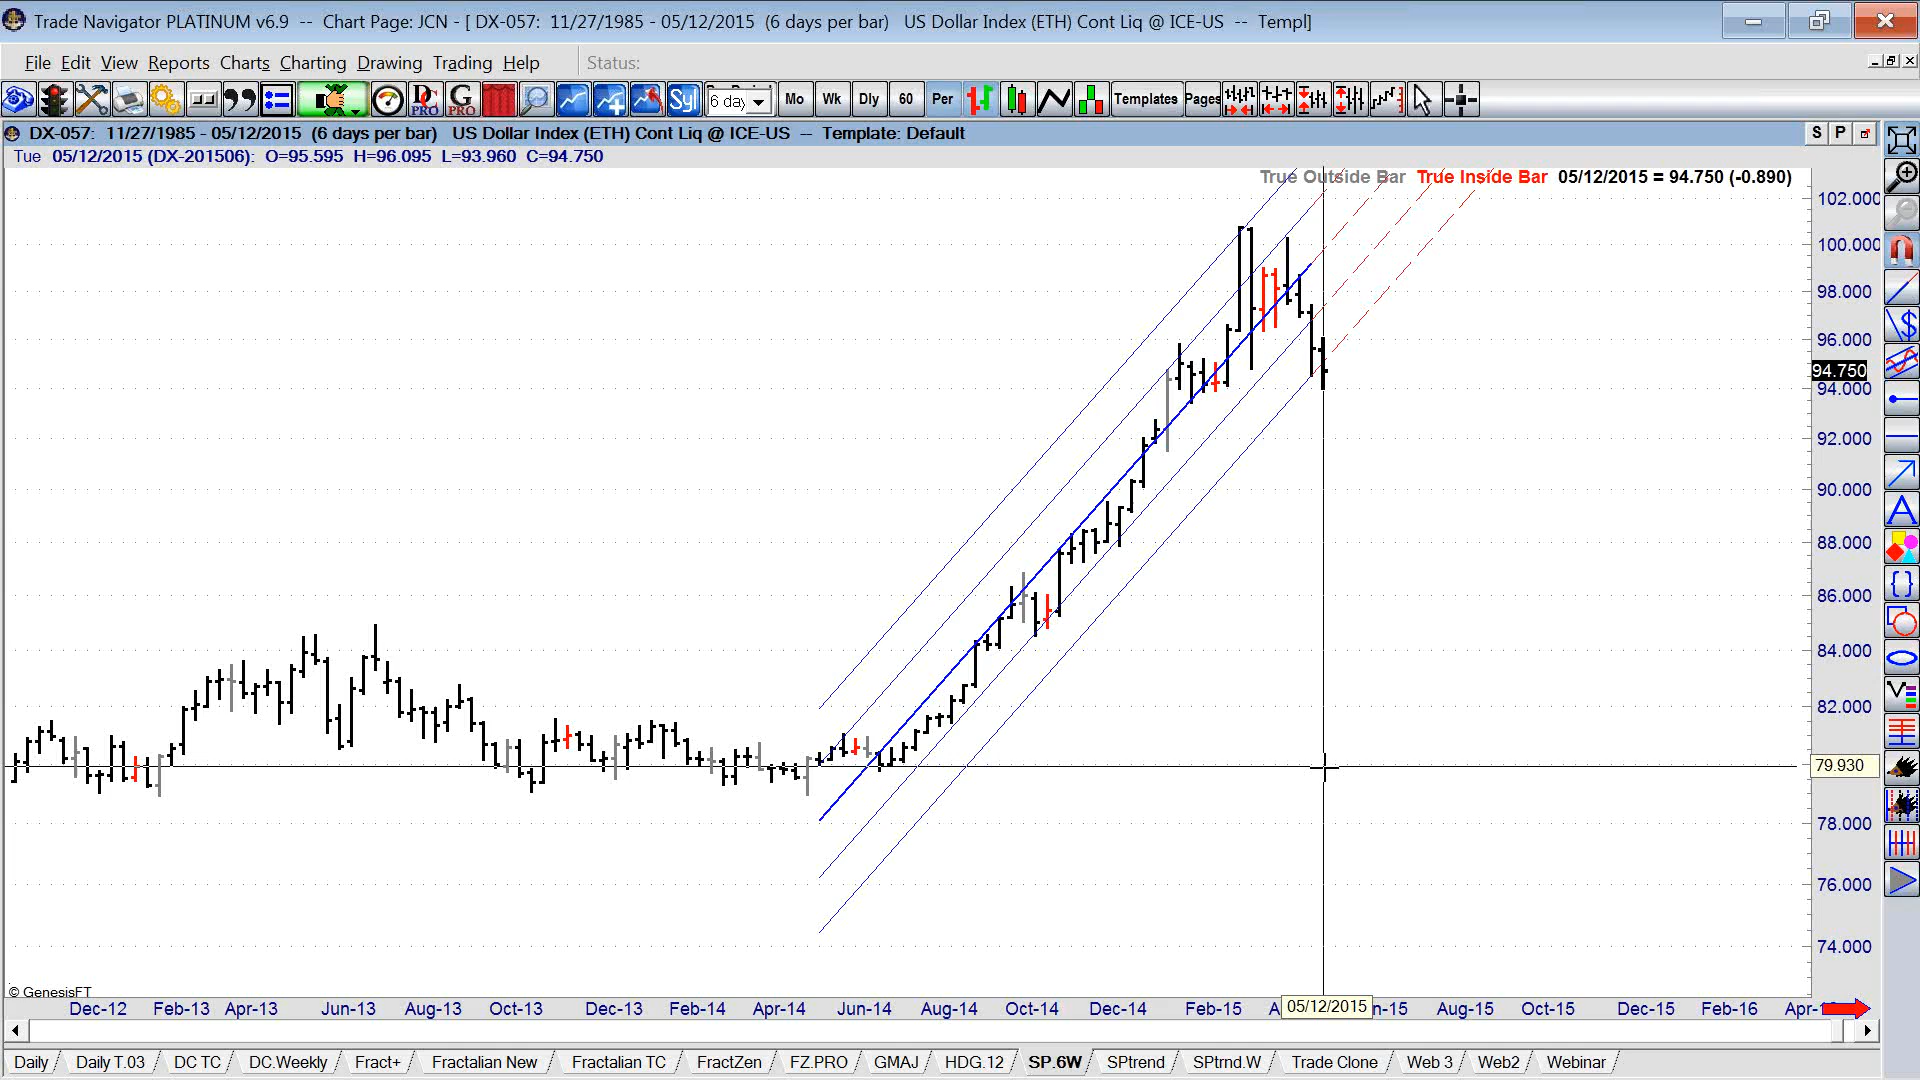 Trade Navigator PLATINUM v6.9 -- Chart Page: JCN - [ DX-057: 11/27/1985 - 05/12/2015 (6 days per bar) US Dollar Index (ETH) Cont Liq @ ICE-US -- Templ]
File Edit View Reports Charts Charting Drawing Trading Help Status:
DC PRO G PRO Syl 6 day Mo Wk Dly 60 Per Templates Pages
DX-057: 11/27/1985 - 05/12/2015 (6 days per bar) US Dollar Index (ETH) Cont Liq @ ICE-US -- Template: Default S P
Tue 05/12/2015 (DX-201506): O=95.595 H=96.095 L=93.960 C=94.750
True Outside Bar True Inside Bar 05/12/2015 = 94.750 (-0.890)
102.000
100.000
98.000
96.000
94.750
94.000
92.000
90.000
88.000
86.000
84.000
82.000
79.930
78.000
76.000
74.000
© GenesisFT
Dec-12 Feb-13 Apr-13 Jun-13 Aug-13 Oct-13 Dec-13 Feb-14 Apr-14 Jun-14 Aug-14 Oct-14 Dec-14 Feb-15 A 05/12/2015 n-15 Aug-15 Oct-15 Dec-15 Feb-16 Apr-
Daily Daily T.03 DC TC DC.Weekly Fract+ Fractalian New Fractalian TC FractZen FZ.PRO GMAJ HDG.12 SP.6W SPtrend SPtrnd.W Trade Clone Web 3 Web2 Webinar